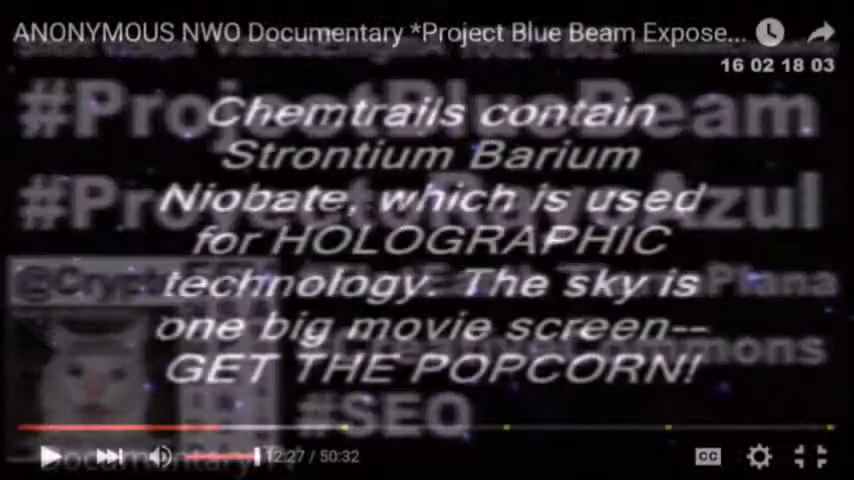 ANONYMOUS NWO Documentary *Project Blue Beam Expose...
16 02 18 03
#ProjectBlueBeam
Chemtrails contain
Strontium Barium
Niobate, which is used
for HOLOGRAPHIC
technology. The sky is
one big movie screen--
GET THE POPCORN!
#SEQ
12:27 / 50:32
CC